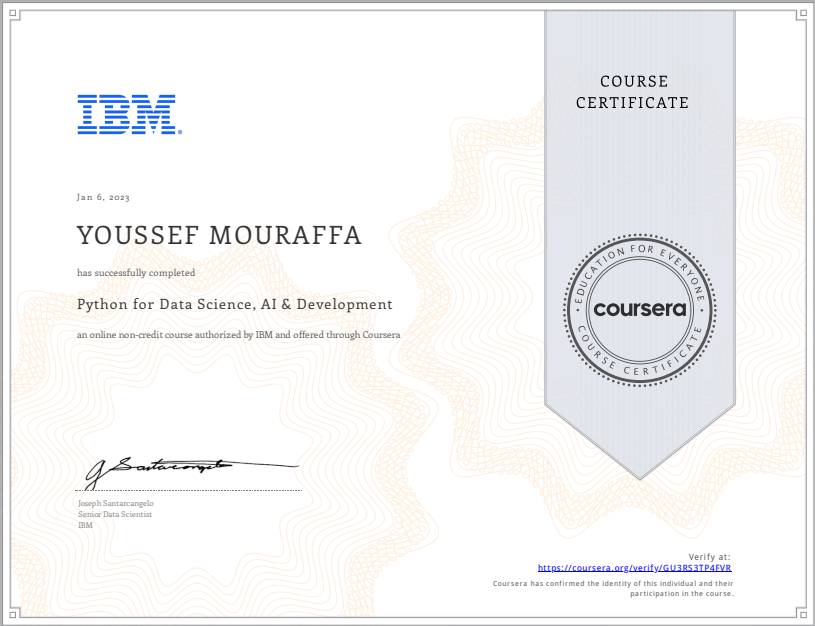 COURSE
CERTIFICATE
IBM®
Jan 6, 2023
YOUSSEF MOURAFFA
has successfully completed
Python for Data Science, AI & Development
an online non-credit course authorized by IBM and offered through Coursera
EDUCATION FOR EVERYONE
coursera
COURSE CERTIFICATE
J Santarcangelo
Joseph Santarcangelo
Senior Data Scientist
IBM
Verify at:
https://coursera.org/verify/GU3RS3TP4FVR
Coursera has confirmed the identity of this individual and their
participation in the course.